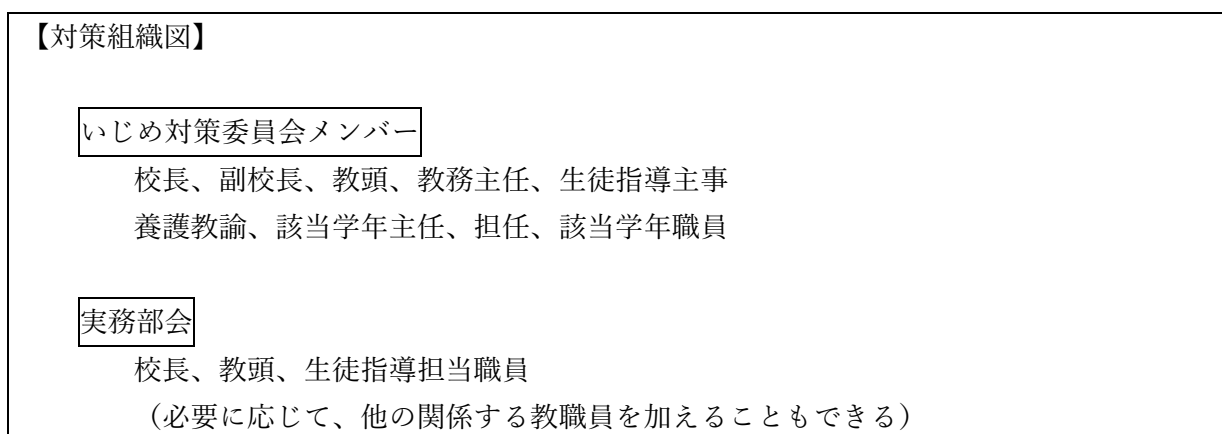 【対策組織図】
いじめ対策委員会メンバー
校長、副校長、教頭、教務主任、生徒指導主事
養護教諭、該当学年主任、担任、該当学年職員
実務部会
校長、教頭、生徒指導担当職員
（必要に応じて、他の関係する教職員を加えることもできる）